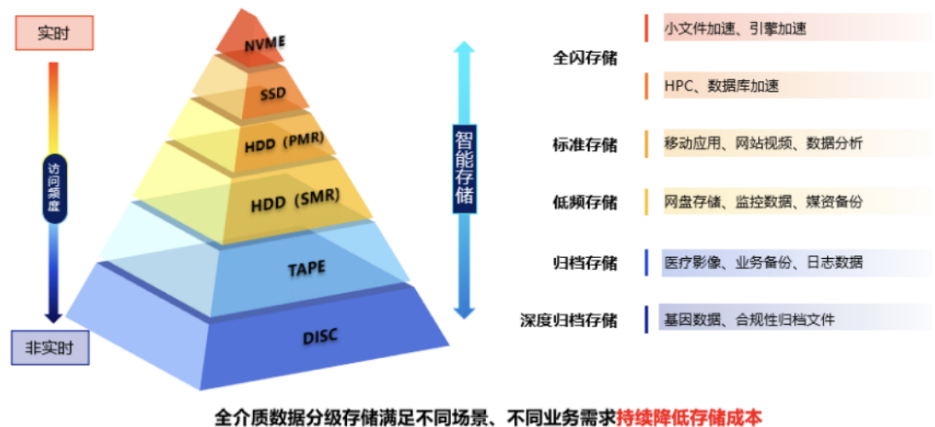 实时
访问频率
非实时
NVME
SSD
HDD（PMR）
HDD（SMR）
TAPE
DISC
智能存储
全闪存储
小文件加速、引擎加速
HPC、数据库加速
标准存储
移动应用、网站视频、数据分析
低频存储
网盘存储、监控数据、媒资备份
归档存储
医疗影像、业务备份、日志数据
深度归档存储
基因数据、合规性归档文件
全介质数据分级存储满足不同场景、不同业务需求持续降低存储成本